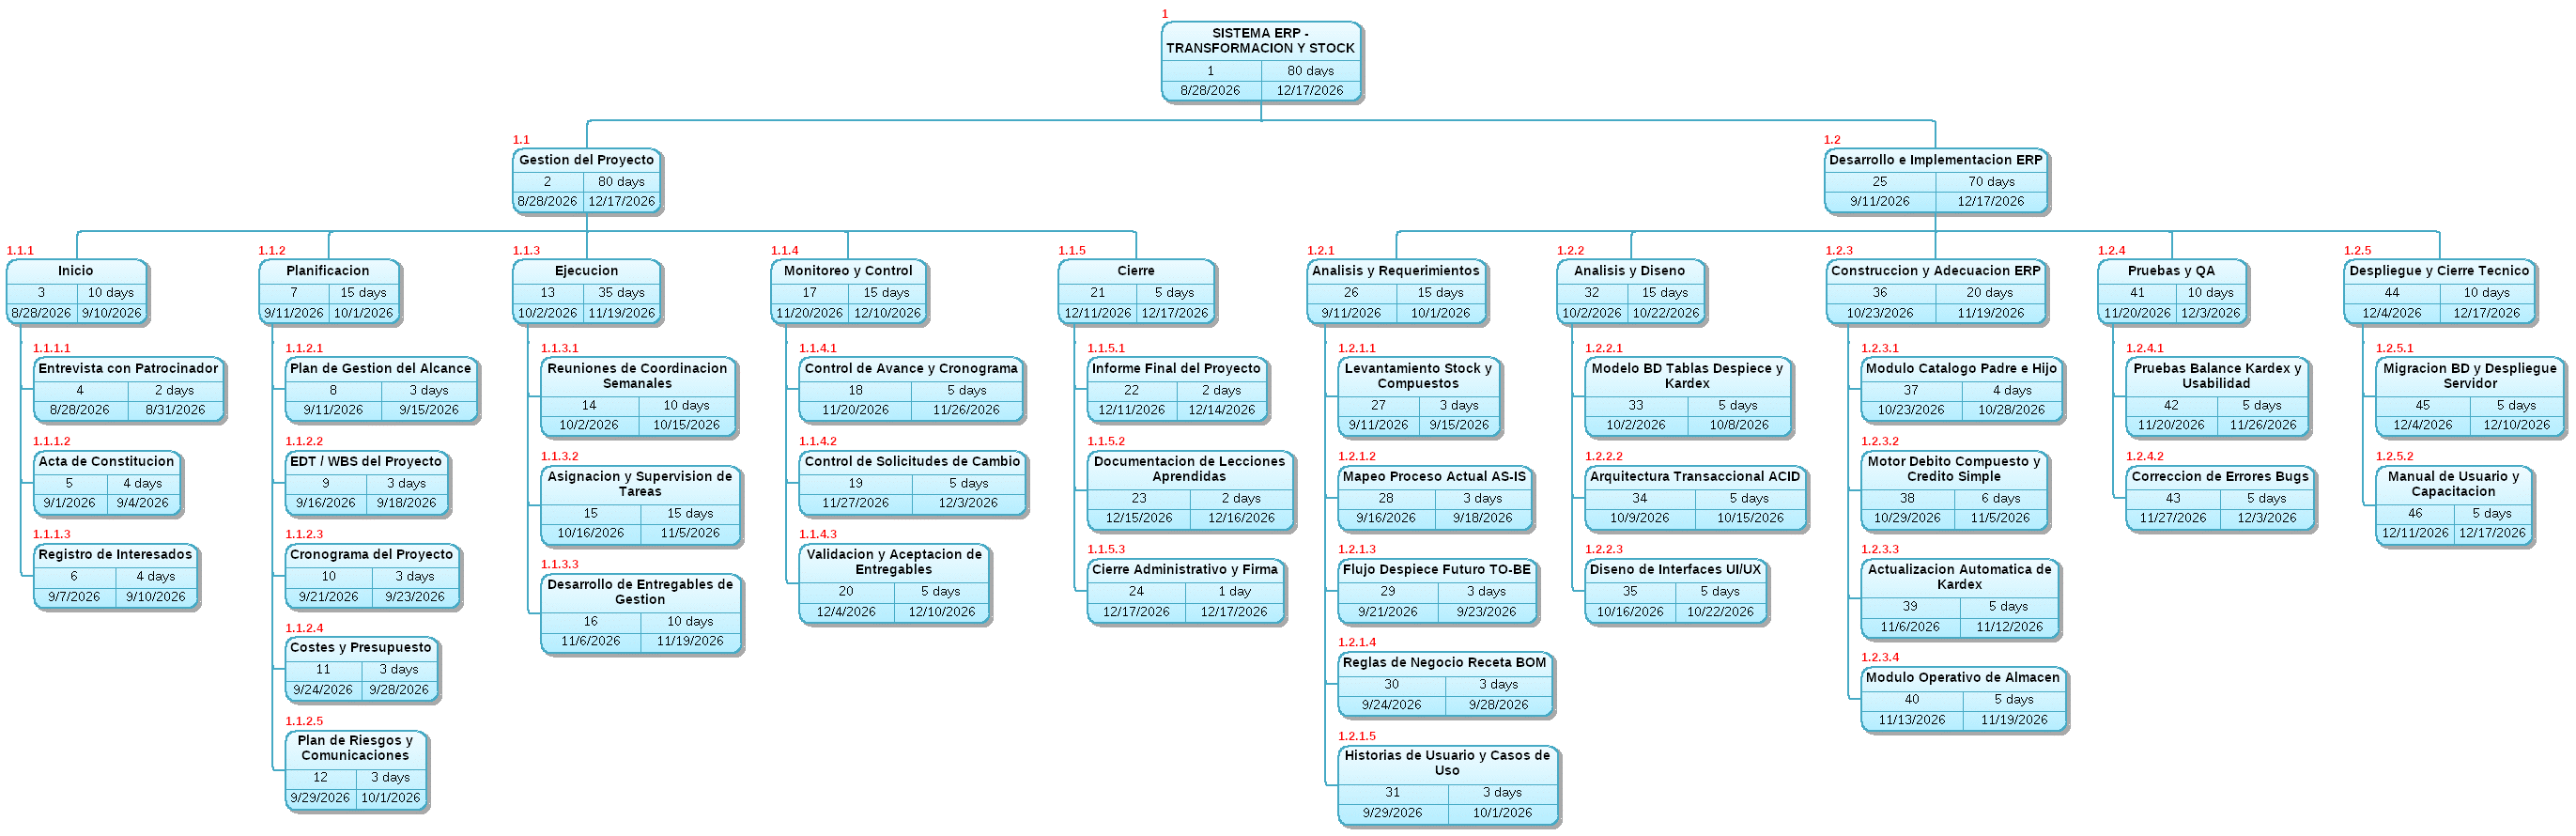 1
SISTEMA ERP -
TRANSFORMACION Y STOCK
1 80 days
8/28/2026 12/17/2026
1.1
Gestion del Proyecto
2 80 days
8/28/2026 12/17/2026
1.2
Desarrollo e Implementacion ERP
25 70 days
9/11/2026 12/17/2026
1.1.1
Inicio
3 10 days
8/28/2026 9/10/2026
1.1.1.1
Entrevista con Patrocinador
4 2 days
8/28/2026 8/31/2026
1.1.1.2
Acta de Constitucion
5 4 days
9/1/2026 9/4/2026
1.1.1.3
Registro de Interesados
6 4 days
9/7/2026 9/10/2026
1.1.2
Planificacion
7 15 days
9/11/2026 10/1/2026
1.1.2.1
Plan de Gestion del Alcance
8 3 days
9/11/2026 9/15/2026
1.1.2.2
EDT / WBS del Proyecto
9 3 days
9/16/2026 9/18/2026
1.1.2.3
Cronograma del Proyecto
10 3 days
9/21/2026 9/23/2026
1.1.2.4
Costes y Presupuesto
11 3 days
9/24/2026 9/28/2026
1.1.2.5
Plan de Riesgos y
Comunicaciones
12 3 days
9/29/2026 10/1/2026
1.1.3
Ejecucion
13 35 days
10/2/2026 11/19/2026
1.1.3.1
Reuniones de Coordinacion
Semanales
14 10 days
10/2/2026 10/15/2026
1.1.3.2
Asignacion y Supervision de
Tareas
15 15 days
10/16/2026 11/5/2026
1.1.3.3
Desarrollo de Entregables de
Gestion
16 10 days
11/6/2026 11/19/2026
1.1.4
Monitoreo y Control
17 15 days
11/20/2026 12/10/2026
1.1.4.1
Control de Avance y Cronograma
18 5 days
11/20/2026 11/26/2026
1.1.4.2
Control de Solicitudes de Cambio
19 5 days
11/27/2026 12/3/2026
1.1.4.3
Validacion y Aceptacion de
Entregables
20 5 days
12/4/2026 12/10/2026
1.1.5
Cierre
21 5 days
12/11/2026 12/17/2026
1.1.5.1
Informe Final del Proyecto
22 2 days
12/11/2026 12/14/2026
1.1.5.2
Documentacion de Lecciones
Aprendidas
23 2 days
12/15/2026 12/16/2026
1.1.5.3
Cierre Administrativo y Firma
24 1 day
12/17/2026 12/17/2026
1.2.1
Analisis y Requerimientos
26 15 days
9/11/2026 10/1/2026
1.2.1.1
Levantamiento Stock y
Compuestos
27 3 days
9/11/2026 9/15/2026
1.2.1.2
Mapeo Proceso Actual AS-IS
28 3 days
9/16/2026 9/18/2026
1.2.1.3
Flujo Despiece Futuro TO-BE
29 3 days
9/21/2026 9/23/2026
1.2.1.4
Reglas de Negocio Receta BOM
30 3 days
9/24/2026 9/28/2026
1.2.1.5
Historias de Usuario y Casos de
Uso
31 3 days
9/29/2026 10/1/2026
1.2.2
Analisis y Diseno
32 15 days
10/2/2026 10/22/2026
1.2.2.1
Modelo BD Tablas Despiece y
Kardex
33 5 days
10/2/2026 10/8/2026
1.2.2.2
Arquitectura Transaccional ACID
34 5 days
10/9/2026 10/15/2026
1.2.2.3
Diseno de Interfaces UI/UX
35 5 days
10/16/2026 10/22/2026
1.2.3
Construccion y Adecuacion ERP
36 20 days
10/23/2026 11/19/2026
1.2.3.1
Modulo Catalogo Padre e Hijo
37 4 days
10/23/2026 10/28/2026
1.2.3.2
Motor Debito Compuesto y
Credito Simple
38 6 days
10/29/2026 11/5/2026
1.2.3.3
Actualizacion Automatica de
Kardex
39 5 days
11/6/2026 11/12/2026
1.2.3.4
Modulo Operativo de Almacen
40 5 days
11/13/2026 11/19/2026
1.2.4
Pruebas y QA
41 10 days
11/20/2026 12/3/2026
1.2.4.1
Pruebas Balance Kardex y
Usabilidad
42 5 days
11/20/2026 11/26/2026
1.2.4.2
Correccion de Errores Bugs
43 5 days
11/27/2026 12/3/2026
1.2.5
Despliegue y Cierre Tecnico
44 10 days
12/4/2026 12/17/2026
1.2.5.1
Migracion BD y Despliegue
Servidor
45 5 days
12/4/2026 12/10/2026
1.2.5.2
Manual de Usuario y
Capacitacion
46 5 days
12/11/2026 12/17/2026